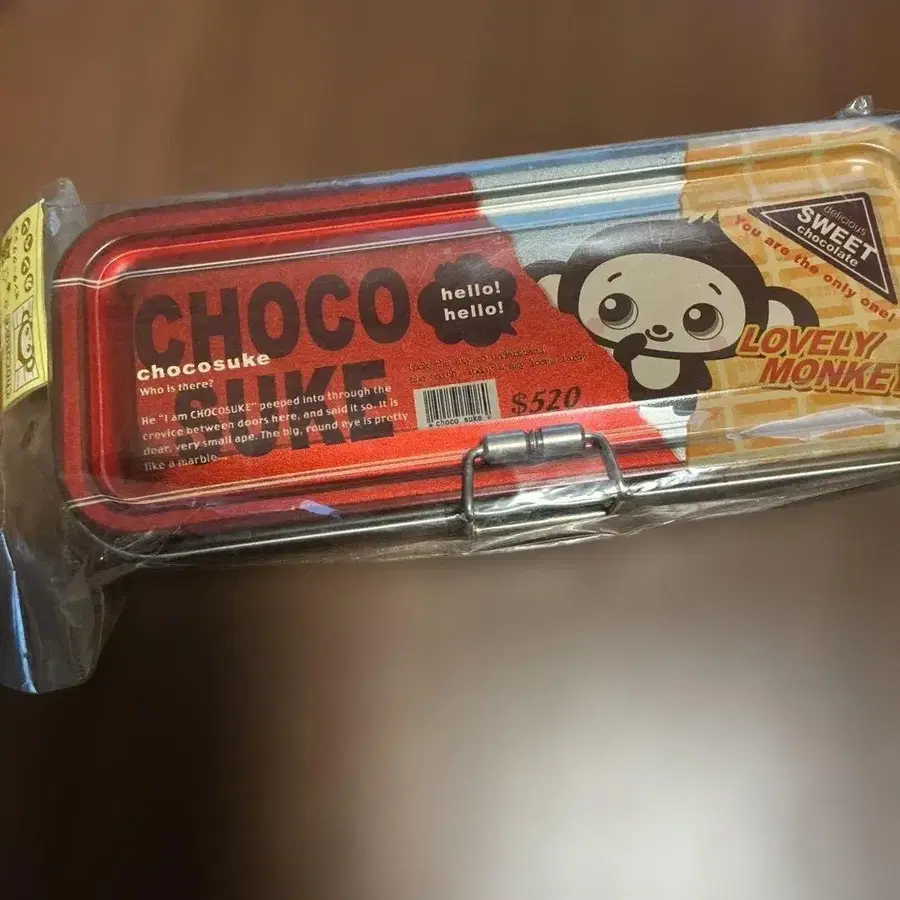 CHOCO
SUKE
chocosuke
Who is there?
He "I am CHOCOSUKE" peeped into through the
crevice between doors here, and said it so. It is
dear, very small ape. The big, round eye is pretty
like a marble...
hello!
hello!
* choco suke *
$520
delicious
SWEET
chocolate
You are the only one!
LOVELY
MONKE